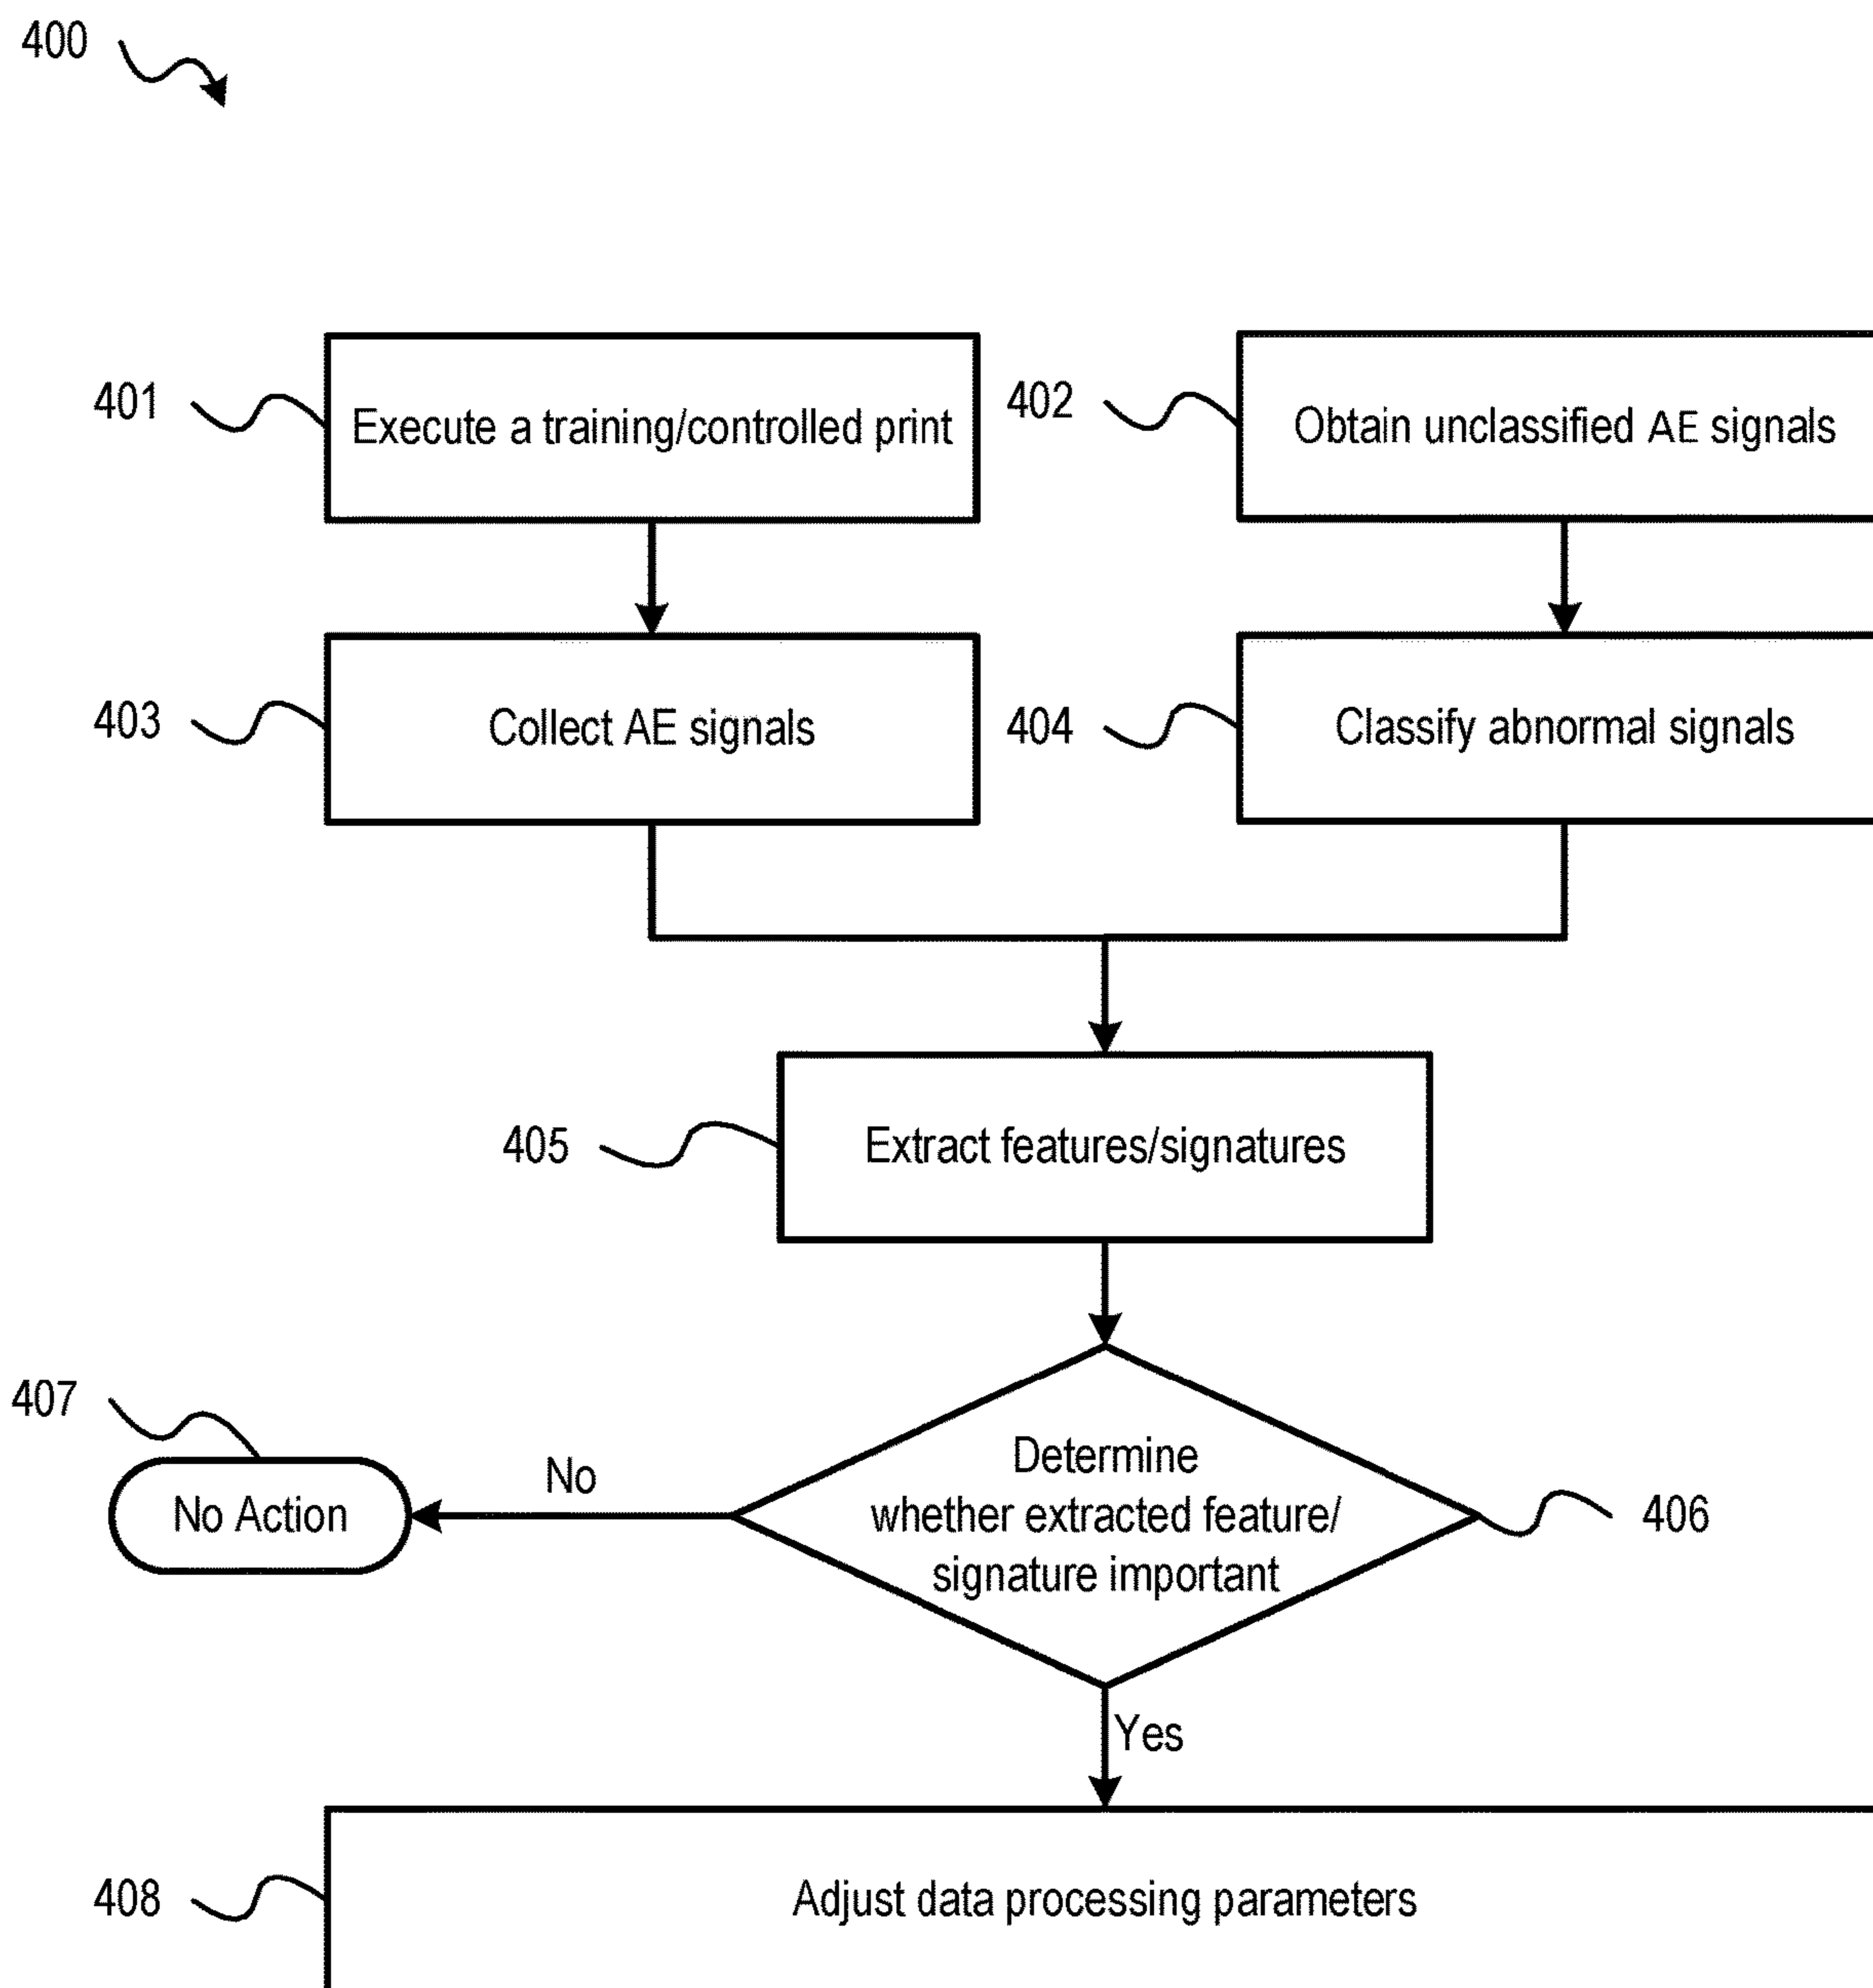 400
401
Execute a training/controlled print
402
Obtain unclassified AE signals
403
Collect AE signals
404
Classify abnormal signals
405
Extract features/signatures
407
No Action
No
Determine
whether extracted feature/
signature important
406
Yes
408
Adjust data processing parameters